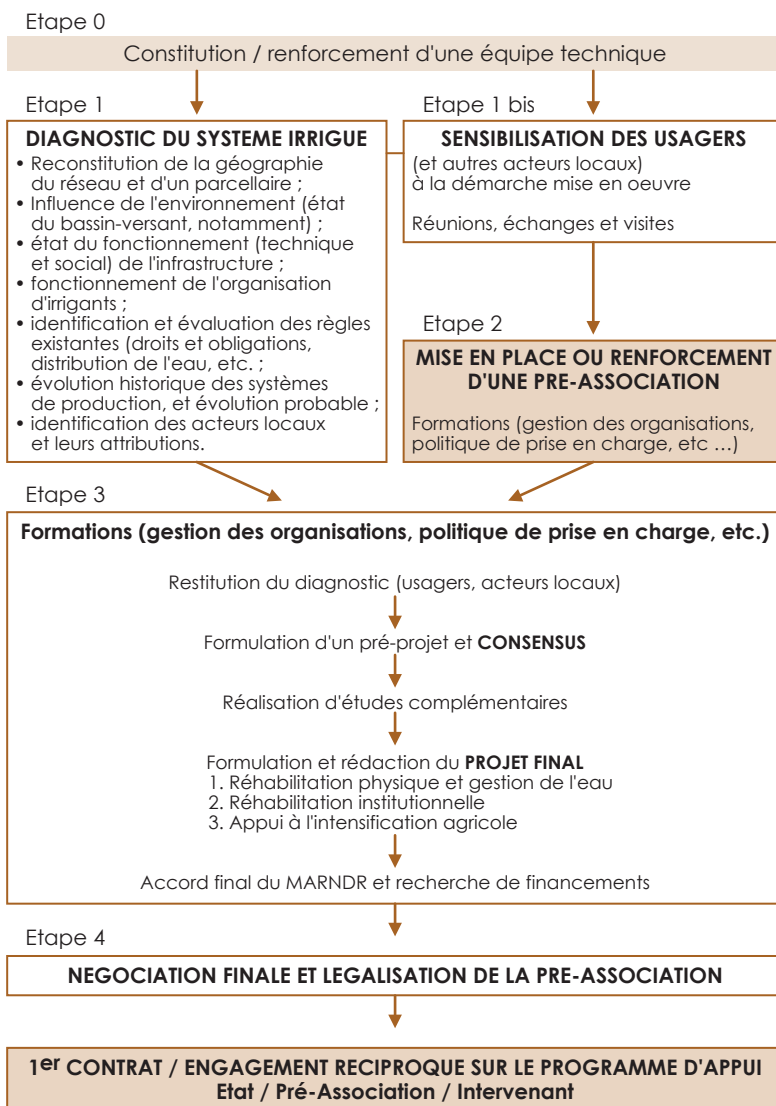 Etape 0
Constitution / renforcement d'une équipe technique
Etape 1
DIAGNOSTIC DU SYSTEME IRRIGUE
• Reconstitution de la géographie
du réseau et d'un parcellaire ;
• Influence de l'environnement (état
du bassin-versant, notamment) ;
• état du fonctionnement (technique
et social) de l'infrastructure ;
• fonctionnement de l'organisation
d'irrigants ;
• identification et évaluation des règles
existantes (droits et obligations,
distribution de l'eau, etc. ;
• évolution historique des systèmes
de production, et évolution probable ;
• identification des acteurs locaux
et leurs attributions.
Etape 1 bis
SENSIBILISATION DES USAGERS
(et autres acteurs locaux)
à la démarche mise en oeuvre
Réunions, échanges et visites
Etape 2
MISE EN PLACE OU RENFORCEMENT
D'UNE PRE-ASSOCIATION
Formations (gestion des organisations,
politique de prise en charge, etc ...)
Etape 3
Formations (gestion des organisations, politique de prise en charge, etc.)
Restitution du diagnostic (usagers, acteurs locaux)
Formulation d'un pré-projet et CONSENSUS
Réalisation d'études complémentaires
Formulation et rédaction du PROJET FINAL
1. Réhabilitation physique et gestion de l'eau
2. Réhabilitation institutionnelle
3. Appui à l'intensification agricole
Accord final du MARNDR et recherche de financements
Etape 4
NEGOCIATION FINALE ET LEGALISATION DE LA PRE-ASSOCIATION
1er CONTRAT / ENGAGEMENT RECIPROQUE SUR LE PROGRAMME D'APPUI
Etat / Pré-Association / Intervenant